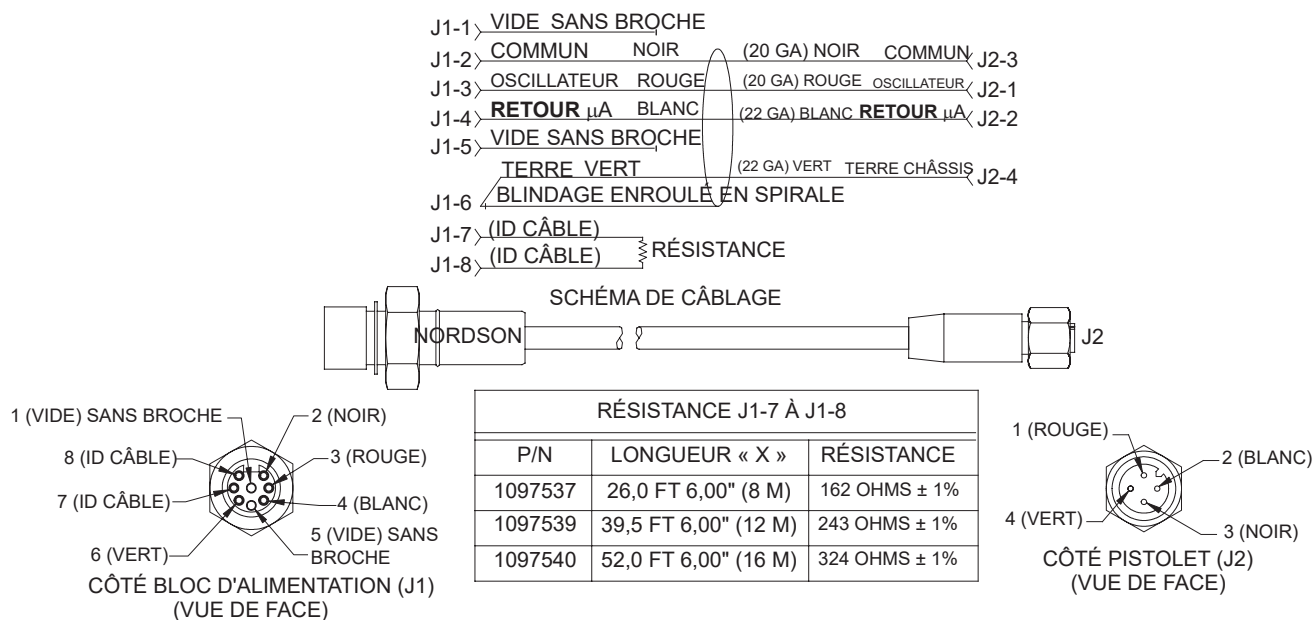 J1-1 VIDE SANS BROCHE
J1-2 COMMUN NOIR (20 GA) NOIR COMMUN J2-3
J1-3 OSCILLATEUR ROUGE (20 GA) ROUGE OSCILLATEUR J2-1
J1-4 RETOUR μA BLANC (22 GA) BLANC RETOUR μA J2-2
J1-5 VIDE SANS BROCHE
TERRE VERT (22 GA) VERT TERRE CHÂSSIS J2-4
J1-6 BLINDAGE ENROULÉ EN SPIRALE
J1-7 (ID CÂBLE)
RÉSISTANCE
J1-8 (ID CÂBLE)
SCHÉMA DE CÂBLAGE
NORDSON
J2
1 (VIDE) SANS BROCHE
2 (NOIR)
8 (ID CÂBLE)
3 (ROUGE)
7 (ID CÂBLE)
4 (BLANC)
6 (VERT)
5 (VIDE) SANS
BROCHE
CÔTÉ BLOC D'ALIMENTATION (J1)
(VUE DE FACE)
RÉSISTANCE J1-7 À J1-8
P/N LONGUEUR « X » RÉSISTANCE
1097537 26,0 FT 6,00" (8 M) 162 OHMS ± 1%
1097539 39,5 FT 6,00" (12 M) 243 OHMS ± 1%
1097540 52,0 FT 6,00" (16 M) 324 OHMS ± 1%
1 (ROUGE)
2 (BLANC)
4 (VERT)
3 (NOIR)
CÔTÉ PISTOLET (J2)
(VUE DE FACE)